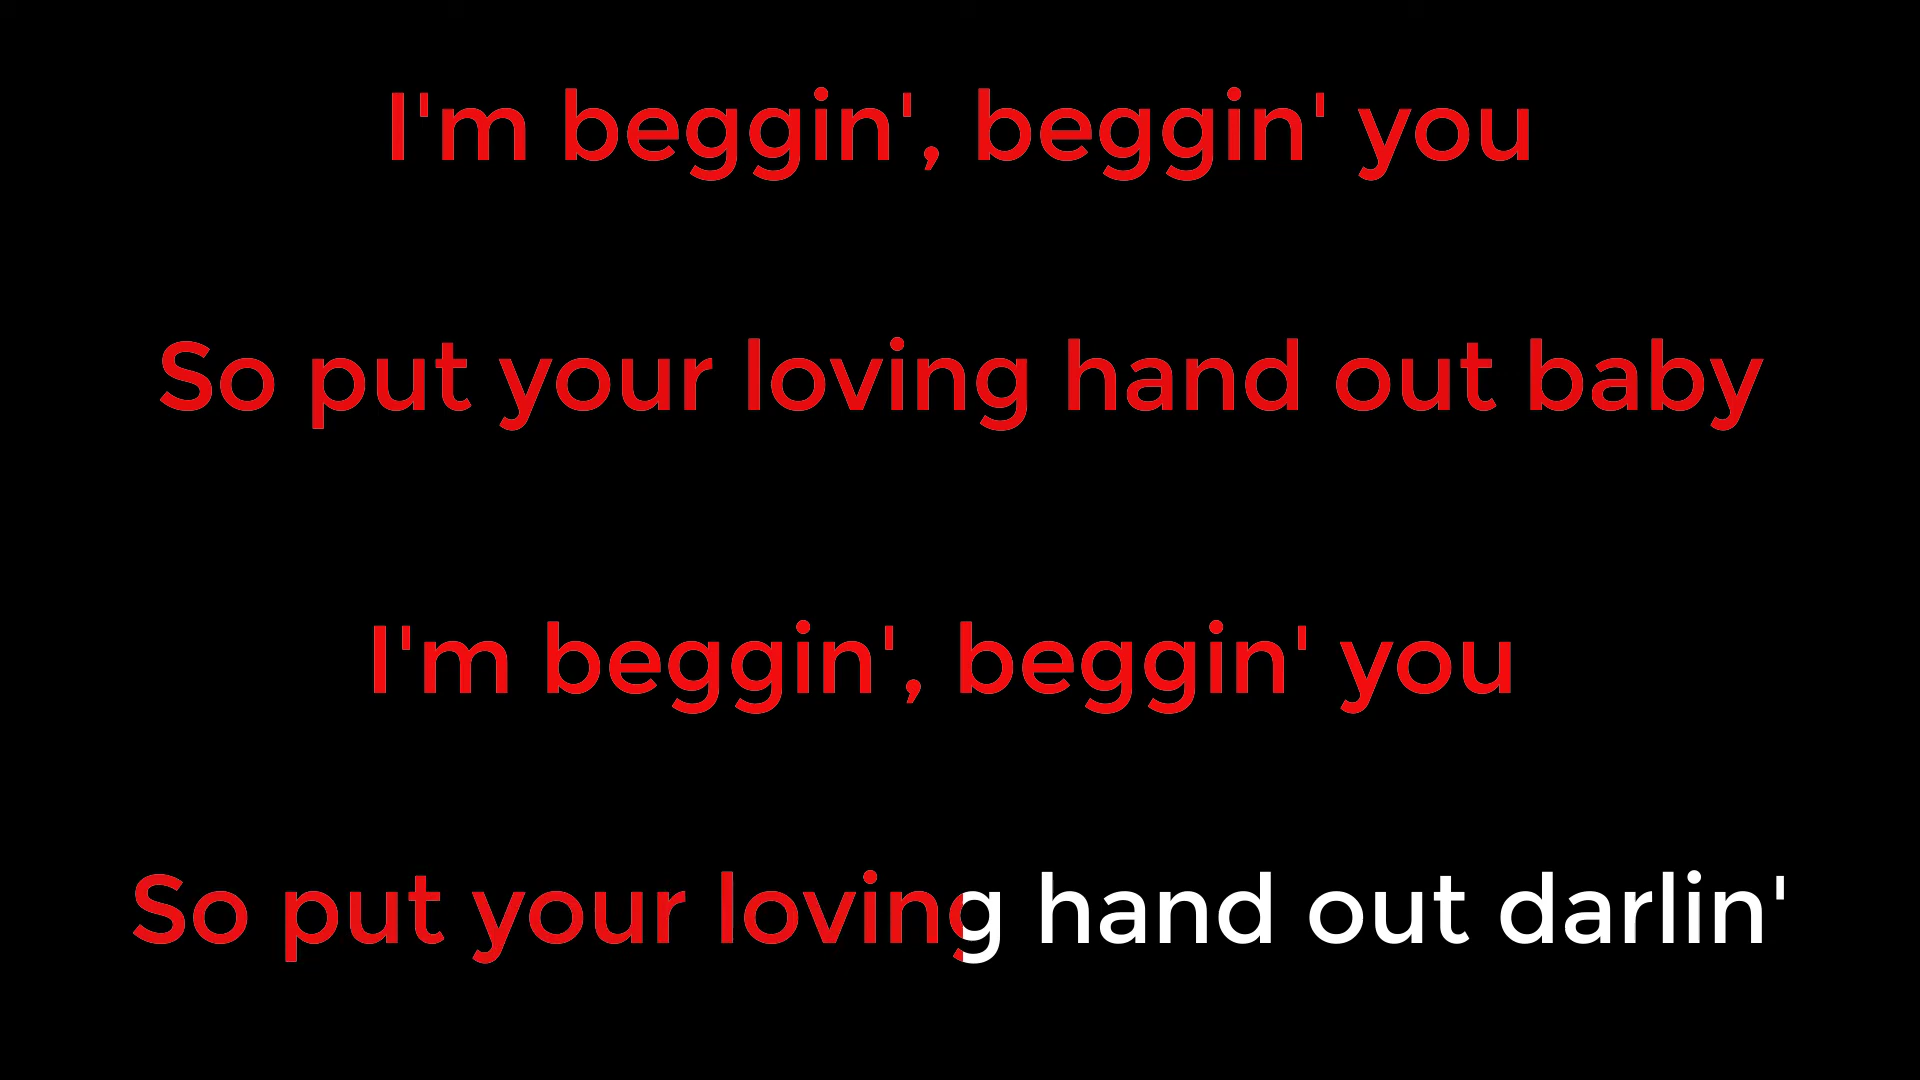 I'm beggin', beggin' you
So put your loving hand out baby
I'm beggin', beggin' you
So put your loving hand out darlin'